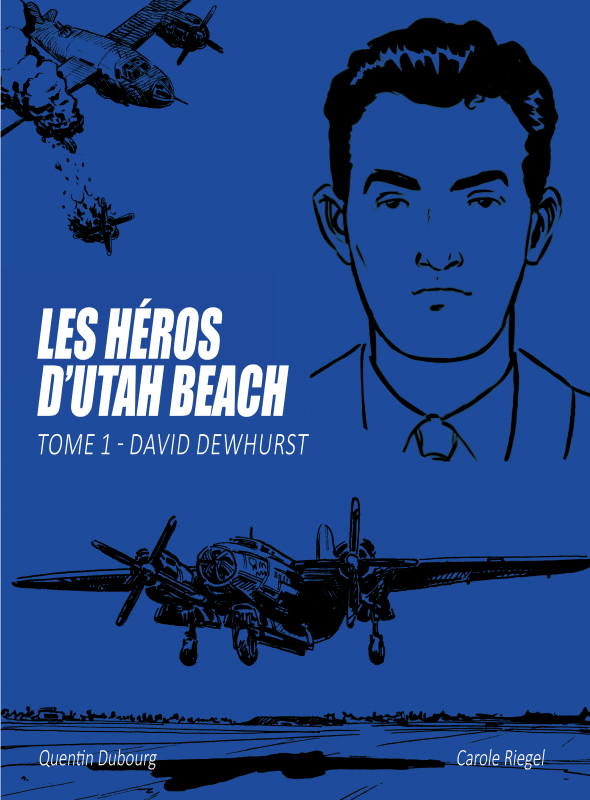 LES HÉROS
D'UTAH BEACH
TOME 1 - DAVID DEWHURST
Quentin Dubourg
Carole Riegel